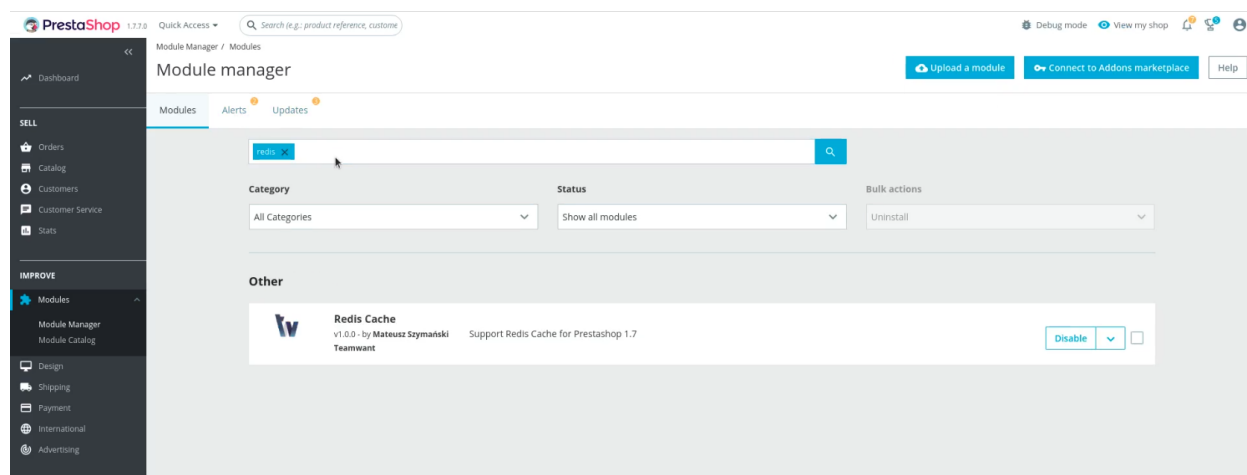 PrestaShop 1.7.7.0 Quick Access Search (e.g.: product reference, custome Debug mode View my shop
Module Manager / Modules
Module manager
Upload a module Connect to Addons marketplace Help
Modules Alerts 2 Updates 3
Dashboard
SELL
Orders
Catalog
Customers
Customer Service
Stats
IMPROVE
Modules
Module Manager
Module Catalog
Design
Shipping
Payment
International
Advertising
redis
Category Status Bulk actions
All Categories Show all modules Uninstall
Other
Redis Cache
v1.0.0 - by Mateusz Szymański Support Redis Cache for Prestashop 1.7
Teamwant
Disable